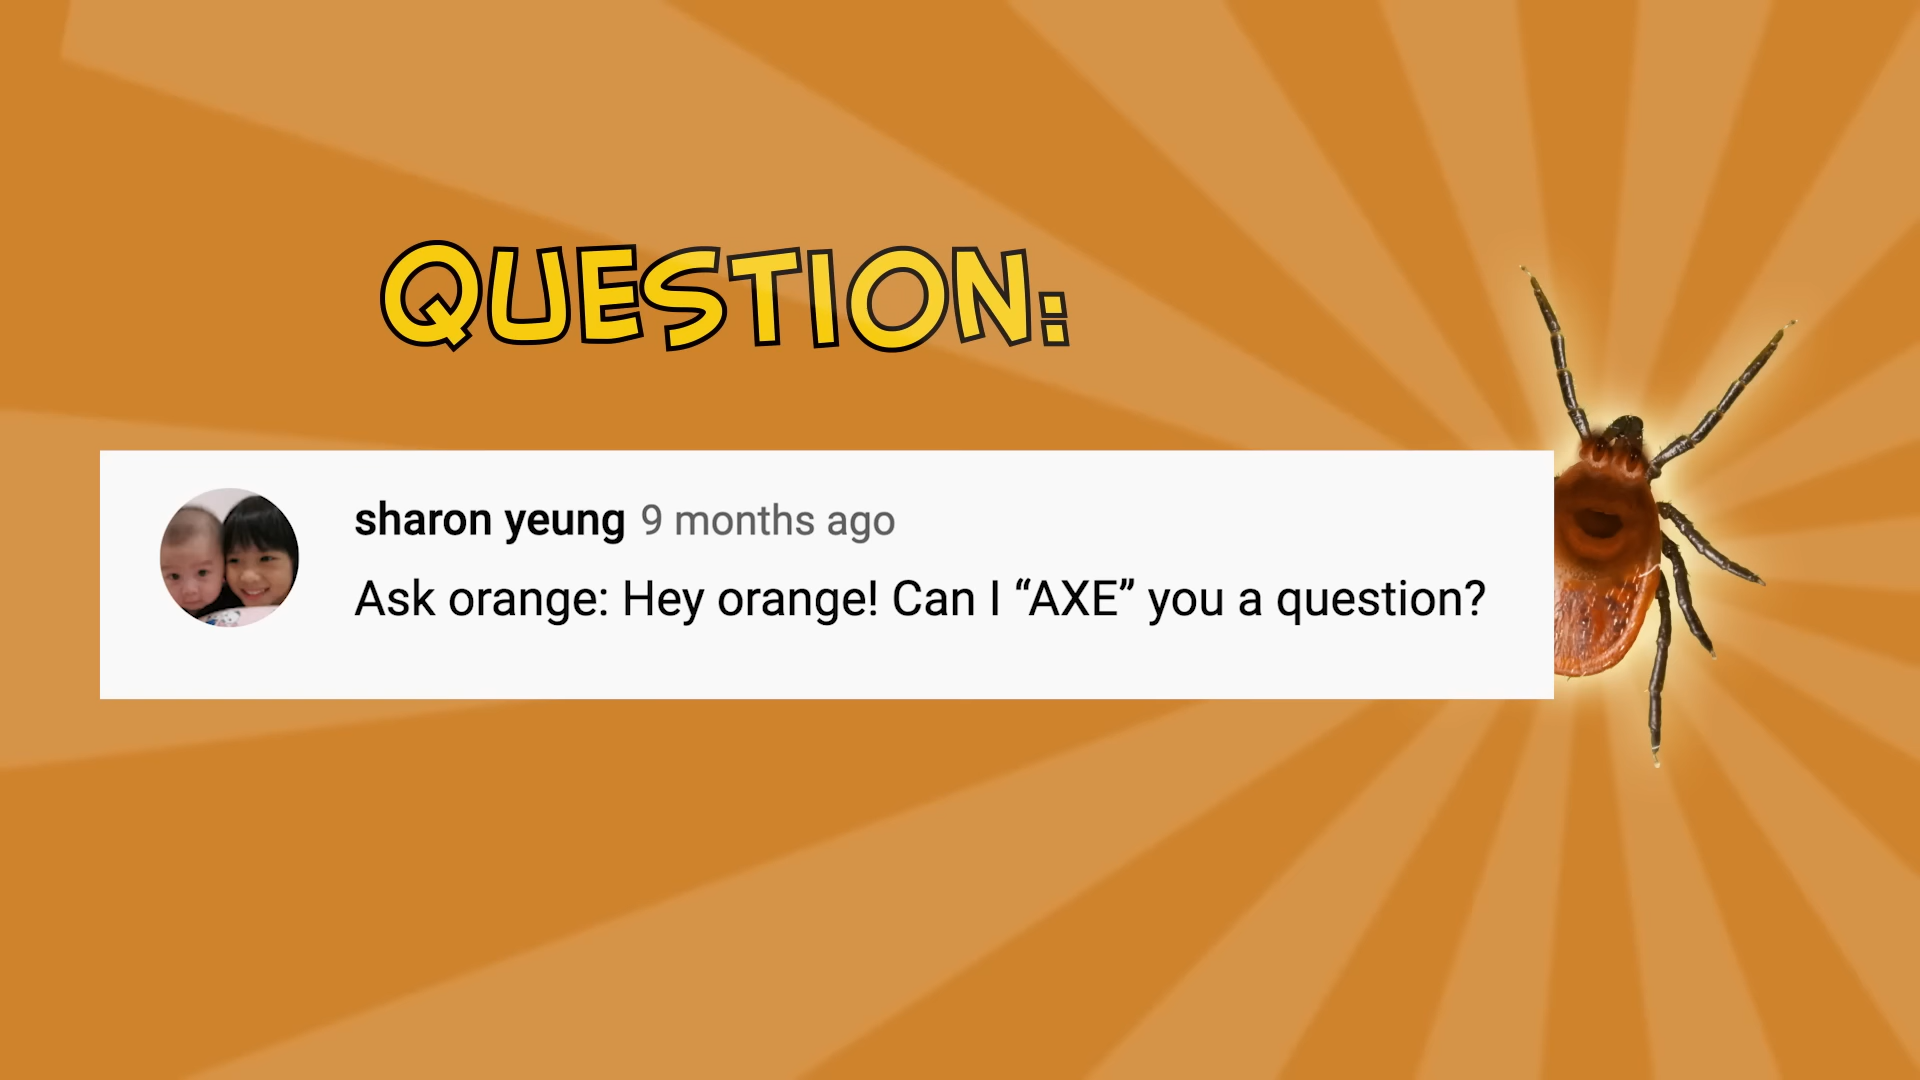 QUESTION:
sharon yeung 9 months ago
Ask orange: Hey orange! Can I “AXE” you a question?